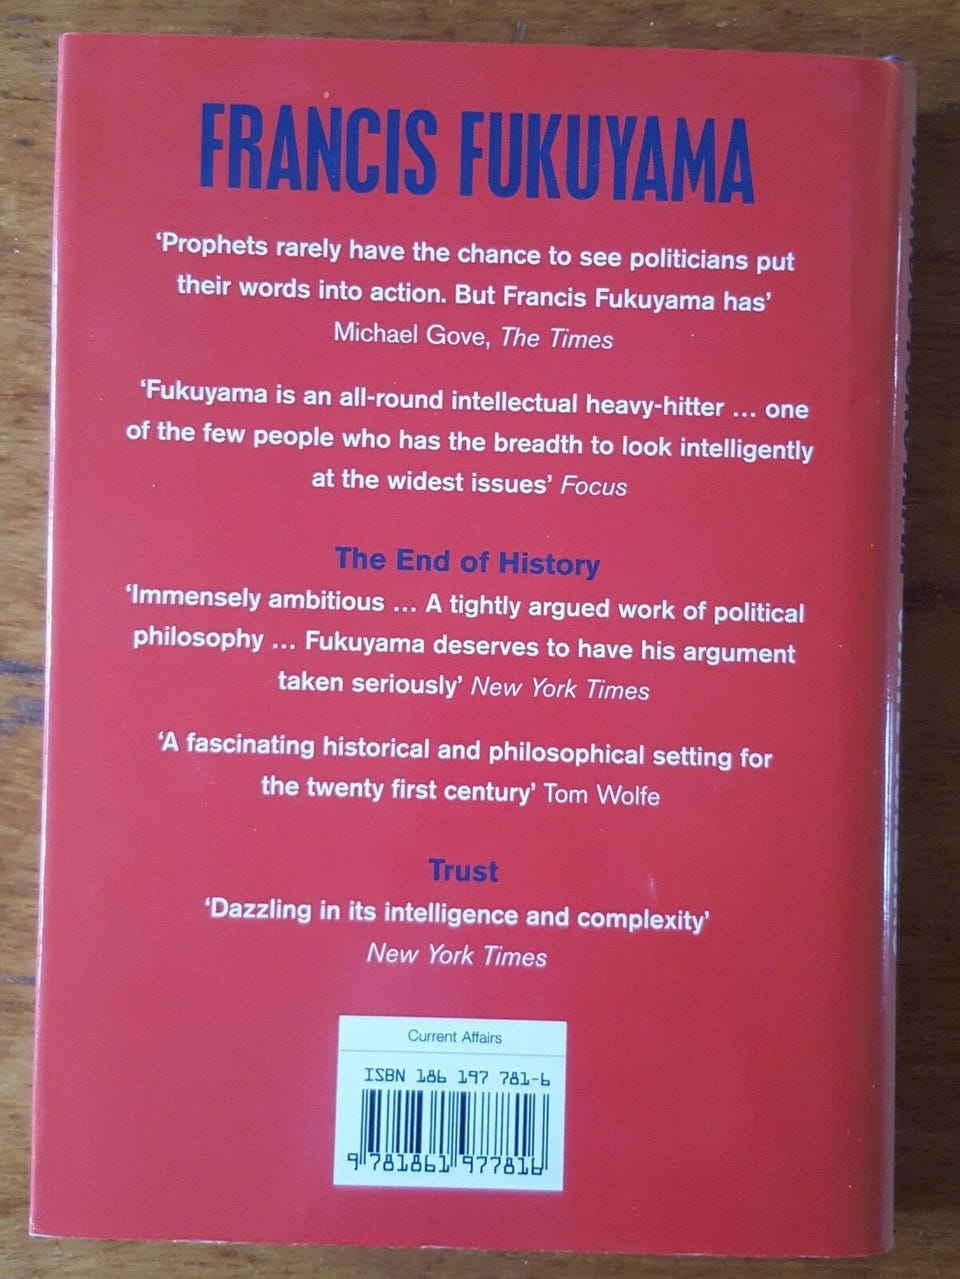 FRANCIS FUKUYAMA
‘Prophets rarely have the chance to see politicians put
their words into action. But Francis Fukuyama has’
Michael Gove, The Times
‘Fukuyama is an all-round intellectual heavy-hitter ... one
of the few people who has the breadth to look intelligently
at the widest issues’ Focus
The End of History
‘Immensely ambitious ... A tightly argued work of political
philosophy ... Fukuyama deserves to have his argument
taken seriously’ New York Times
‘A fascinating historical and philosophical setting for
the twenty first century’ Tom Wolfe
Trust
‘Dazzling in its intelligence and complexity’
New York Times
Current Affairs
ISBN 186 197 781-6
9 781861 977816